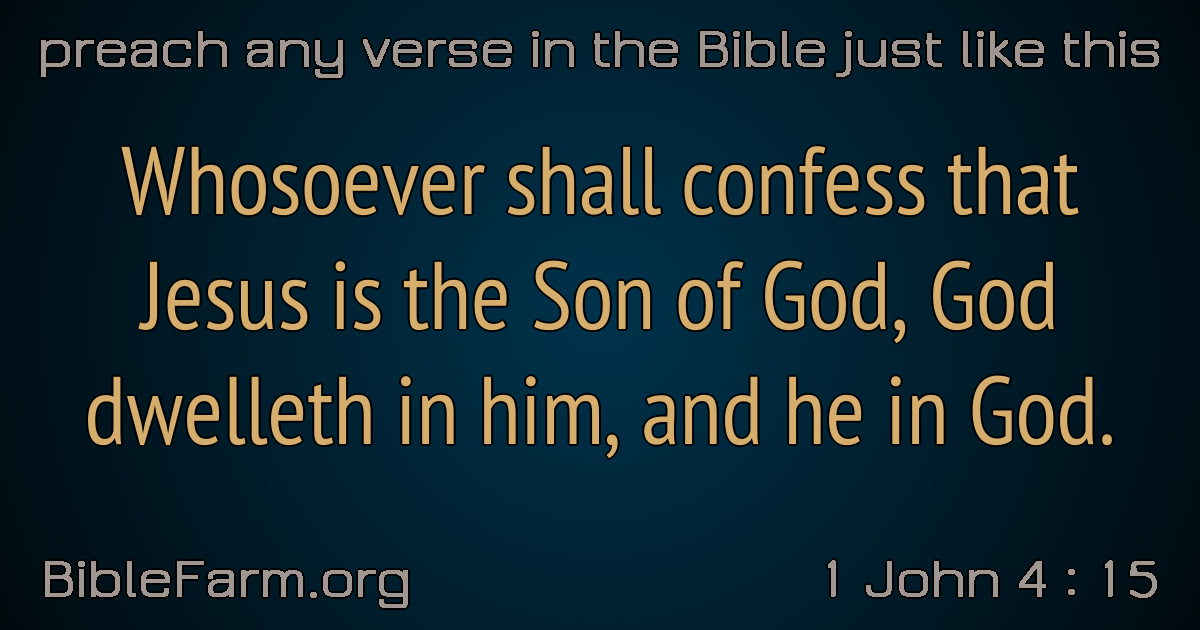 preach any verse in the Bible just like this
Whosoever shall confess that
Jesus is the Son of God, God
dwelleth in him, and he in God.
BibleFarm.org
1 John 4 : 15